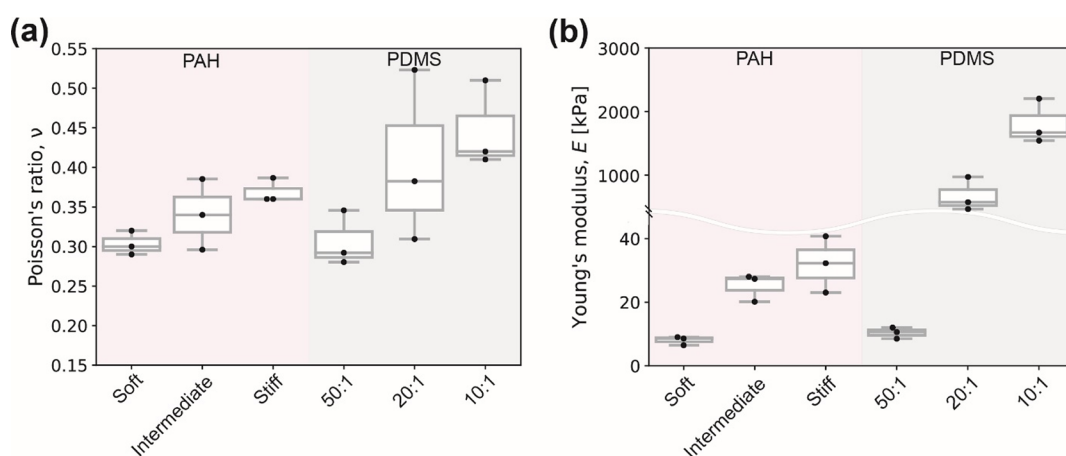 (a)
Poisson's ratio, ν
0.55
0.50
0.45
0.40
0.35
0.30
0.25
0.20
0.15
PAH
PDMS
Soft
Intermediate
Stiff
50:1
20:1
10:1
(b)
Young's modulus, E [kPa]
3000
2000
1000
40
20
0
PAH
PDMS
Soft
Intermediate
Stiff
50:1
20:1
10:1